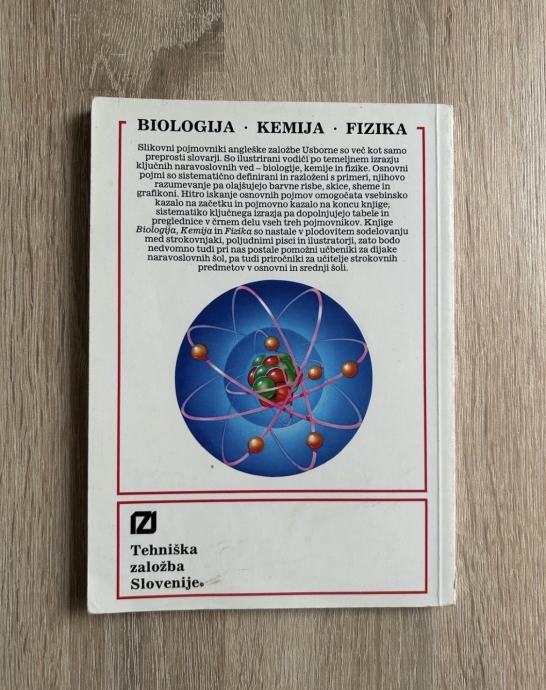 BIOLOGIJA · KEMIJA · FIZIKA
Slikovni pojmovniki angleške založbe Usborne so več kot samo
preprosti slovarji. So ilustrirani vodiči po temeljnem izrazju
ključnih naravoslovnih ved – biologije, kemije in fizike. Osnovni
pojmi so sistematično definirani in razloženi s primeri, njihovo
razumevanje pa olajšujejo barvne risbe, skice, sheme in
grafikoni. Hitro iskanje osnovnih pojmov omogočata vsebinsko
kazalo na začetku in pojmovno kazalo na koncu knjige,
sistematiko ključnega izrazja pa dopolnjujejo tabele in
preglednice v črnem delu vseh treh pojmovnikov. Knjige
Biologija, Kemija in Fizika so nastale v plodovitem sodelovanju
med strokovnjaki, poljudnimi pisci in ilustratorji, zato bodo
nedvomno tudi pri nas postale pomožni učbeniki za dijake
naravoslovnih šol, pa tudi priročniki za učitelje strokovnih
predmetov v osnovni in srednji šoli.
Tehniška
založba
Slovenije